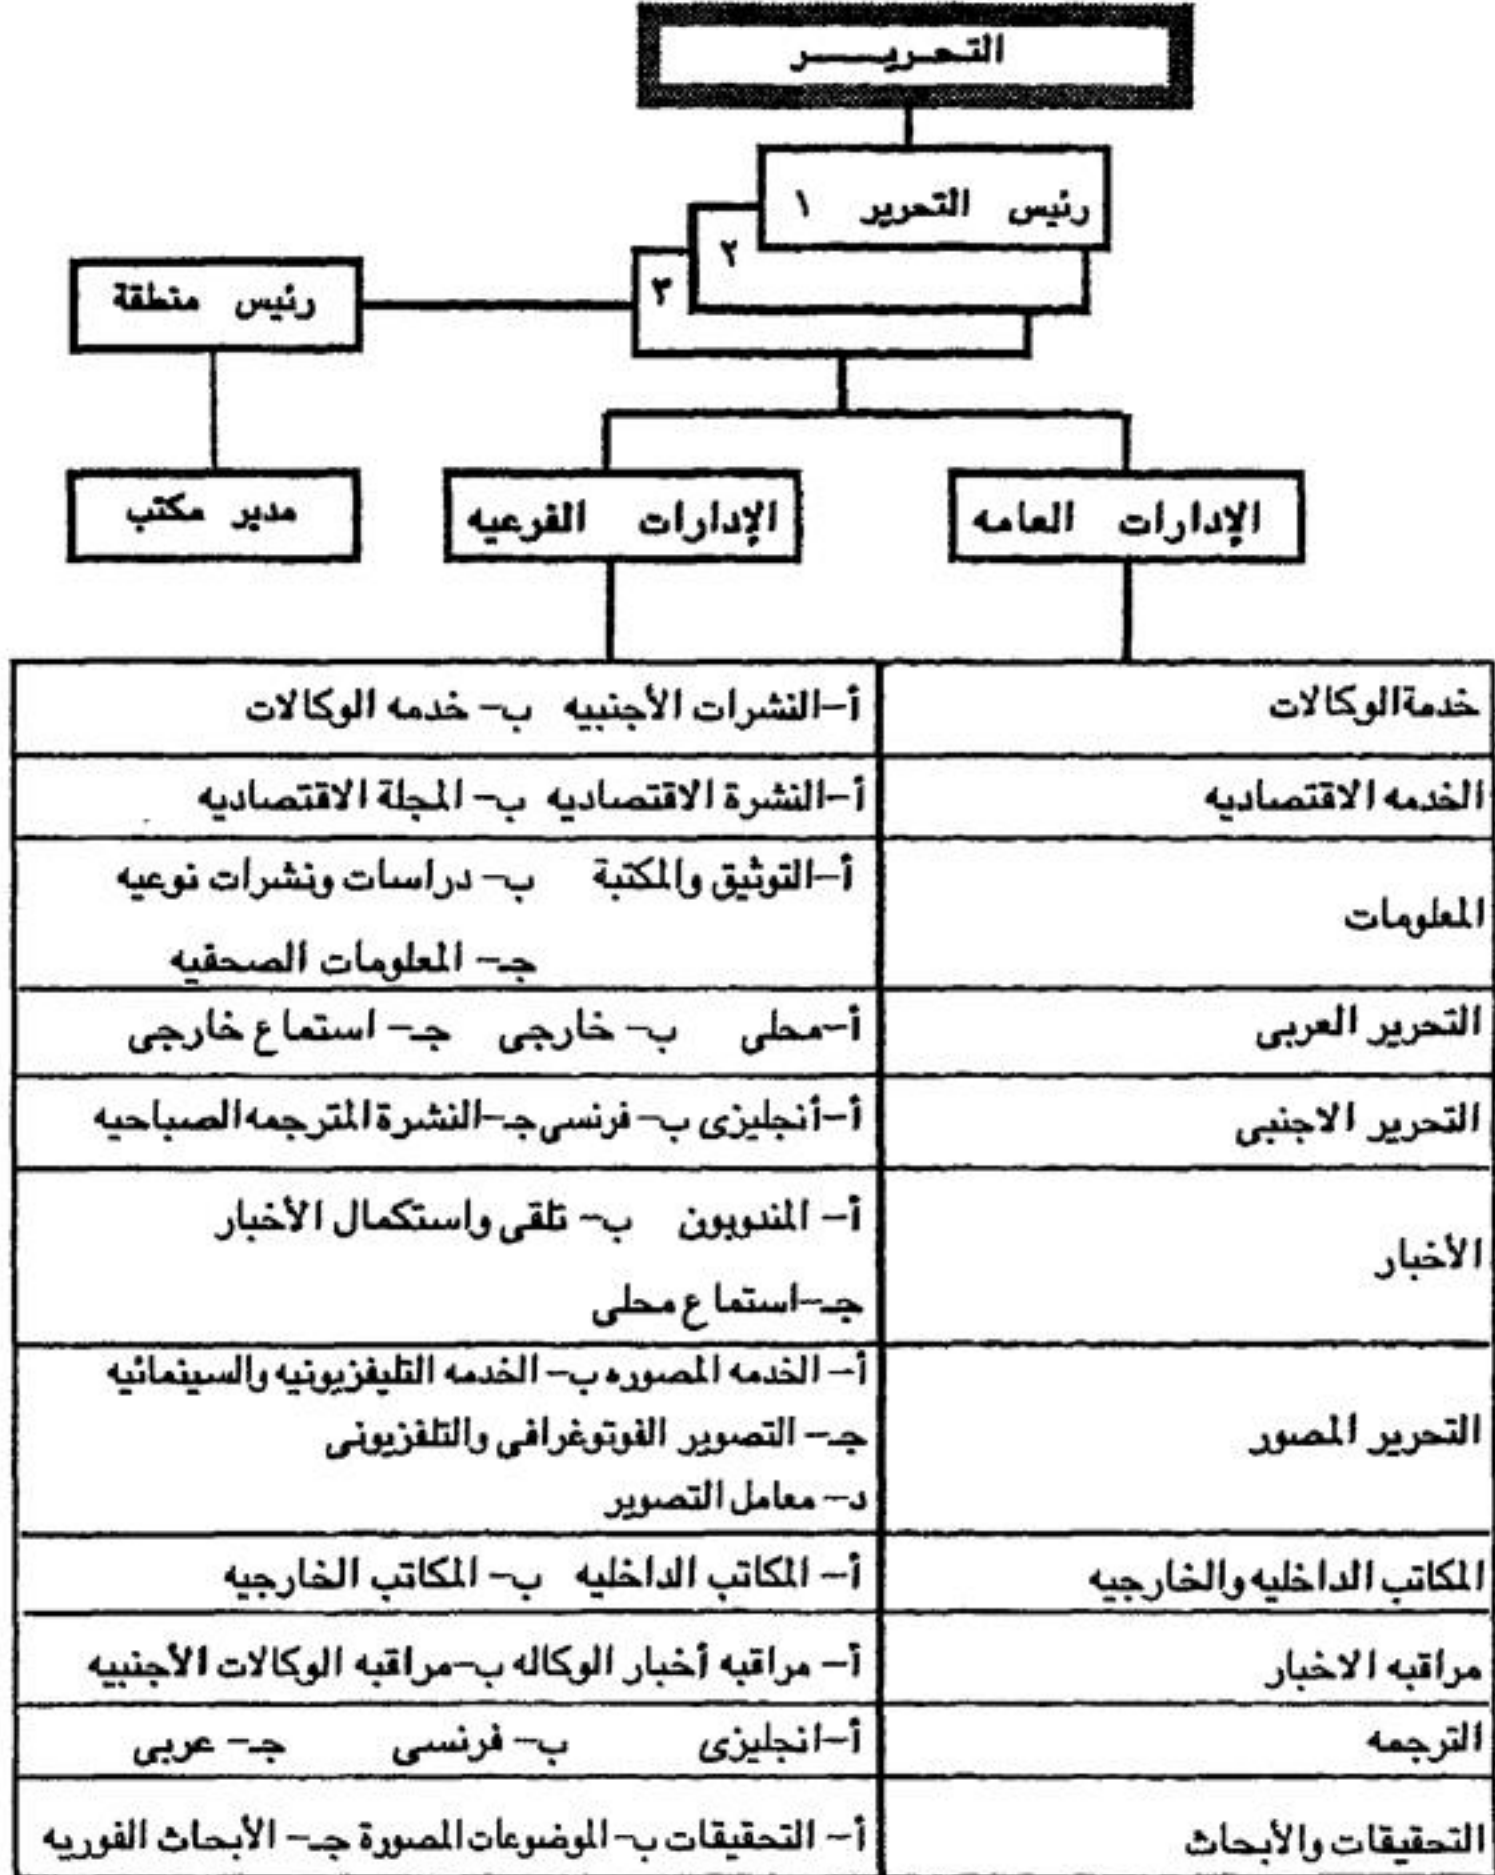 التحريـــر
رئيس التحرير ١
٢
٣
رئيس منطقة
مدير مكتب
الإدارات العامه
الإدارات الفرعيه
خدمةالوكالات
أ-النشرات الأجنبيه ب- خدمه الوكالات
الخدمه الاقتصاديه
أ-النشرة الاقتصاديه ب- المجلة الاقتصاديه
المعلومات
أ-التوثيق والمكتبة ب- دراسات ونشرات نوعيه
جـ- المعلومات الصحفيه
التحرير العربى
أ-محلى ب- خارجى جـ- استماع خارجى
التحرير الاجنبى
أ-أنجليزى ب- فرنسى جـ-النشرة المترجمه الصباحيه
الأخبار
أ- المندوبون ب- تلقى واستكمال الأخبار
جـ-استماع محلى
التحرير المصور
أ- الخدمه المصوره ب- الخدمه التليفزيونيه والسينمائيه
جـ- التصوير الفوتوغرافى والتلفزيونى
د- معامل التصوير
المكاتب الداخليه والخارجيه
أ- المكاتب الداخليه ب- المكاتب الخارجيه
مراقبه الاخبار
أ- مراقبه أخبار الوكاله ب-مراقبه الوكالات الأجنبيه
الترجمه
أ-انجليزى ب- فرنسى جـ- عربى
التحقيقات والأبحاث
أ- التحقيقات ب- الموضوعات المصورة جـ- الأبحاث الفوريه